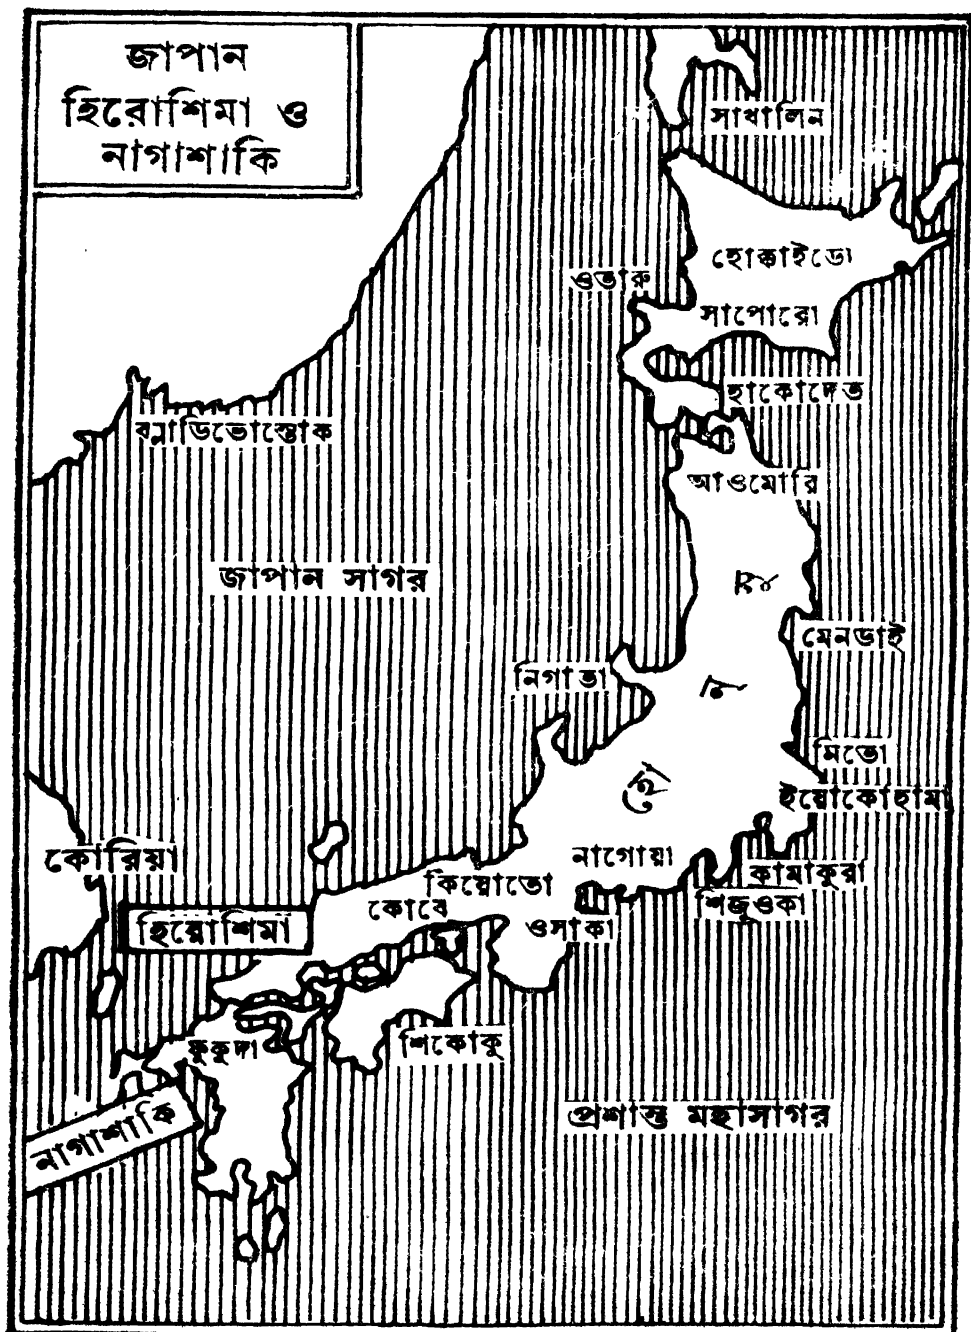 জাপান
হিরোশিমা ও
নাগাশাকি
সাখালিন
হোক্কাইডো
ওতারু
সাপোরো
হাকোদেত
ব্লাডিভোস্তোক
আওমোরি
জাপান সাগর
মেনডাই
নিগাতা
মিতো
ইয়োকোহামা
কোরিয়া
নাগোয়া
কামাকুরা
কিয়োতো
শিজুওকা
কোবে
হিরোশিমা
ওসাকা
শিকোকু
ফুকুদা
নাগাশাকি
প্রশান্ত মহাসাগর